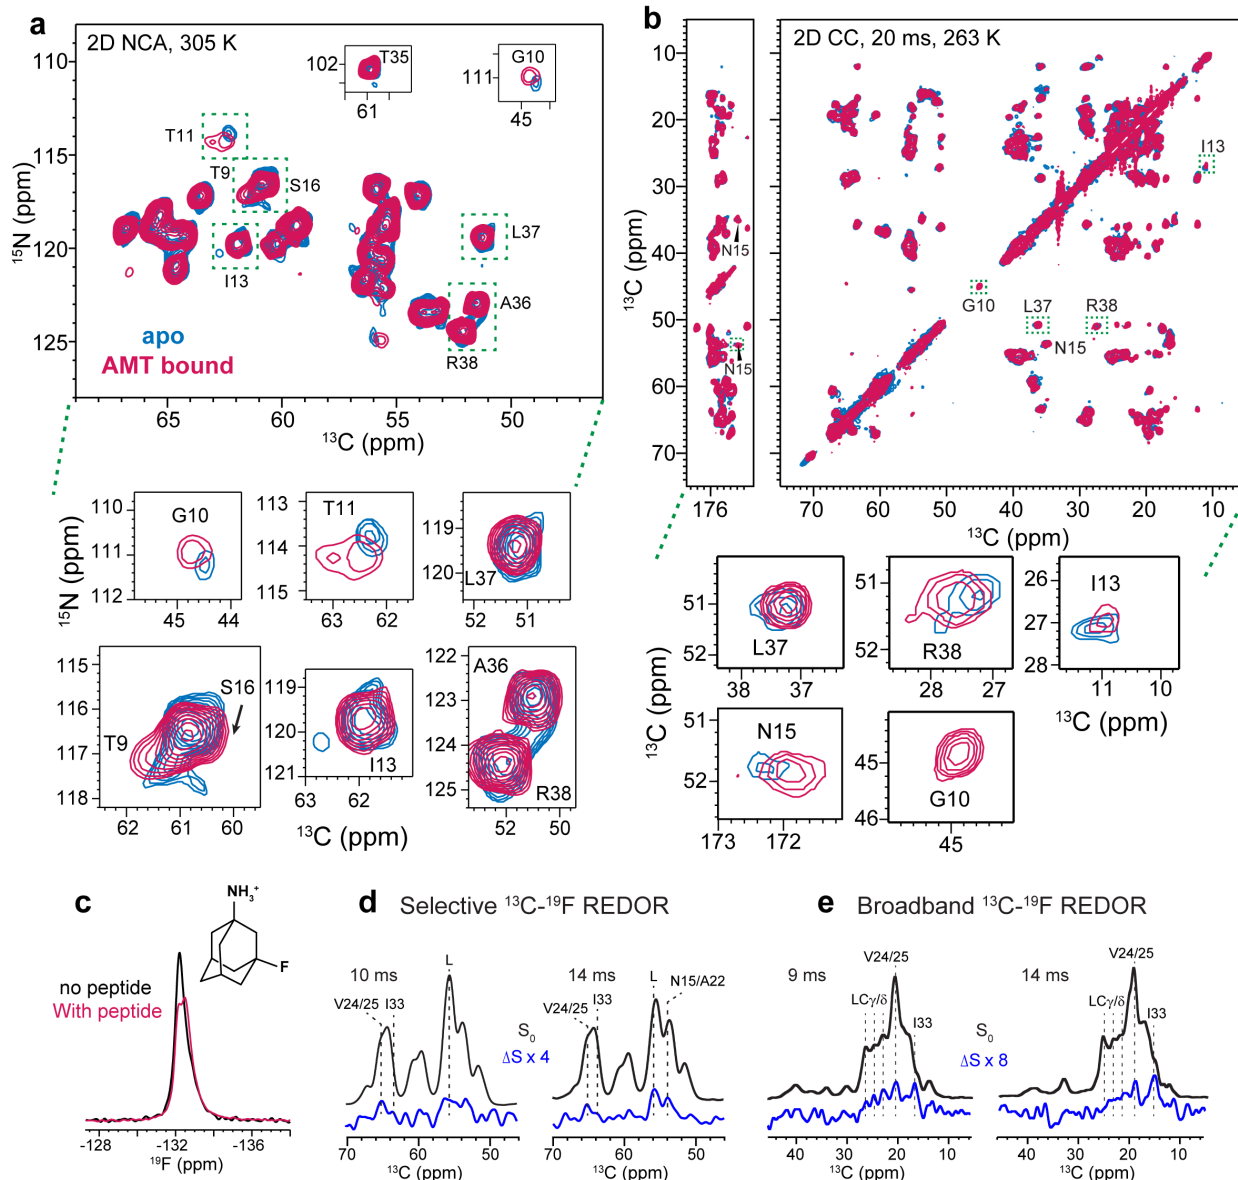 a
2D NCA, 305 K
110
115
120
125
15N (ppm)
65
60
55
50
13C (ppm)
102
T35
61
G10
111
45
T11
T9
S16
I13
L37
A36
R38
apo
AMT bound
b
2D CC, 20 ms, 263 K
10
20
30
40
50
60
70
13C (ppm)
176
70
60
50
40
30
20
10
13C (ppm)
N15
N15
I13
G10
L37
R38
N15
15N (ppm)
110
111
112
G10
45
44
113
114
115
T11
63
62
119
120
L37
52
51
115
116
117
118
T9
S16
62
61
60
119
120
121
I13
63
62
122
123
124
125
A36
R38
52
50
13C (ppm)
13C (ppm)
51
52
L37
38
37
51
52
R38
28
27
26
27
28
I13
11
10
13C (ppm)
51
52
N15
173
172
45
46
G10
45
c
NH3+
F
no peptide
With peptide
-128
-132
-136
19F (ppm)
d Selective 13C-19F REDOR
10 ms
L
V24/25
I33
S0
ΔS x 4
14 ms
L
N15/A22
V24/25
I33
70
60
50
13C (ppm)
70
60
50
13C (ppm)
e Broadband 13C-19F REDOR
9 ms
V24/25
LCγ/δ
I33
S0
ΔS x 8
14 ms
V24/25
LCγ/δ
I33
40
30
20
10
13C (ppm)
40
30
20
10
13C (ppm)